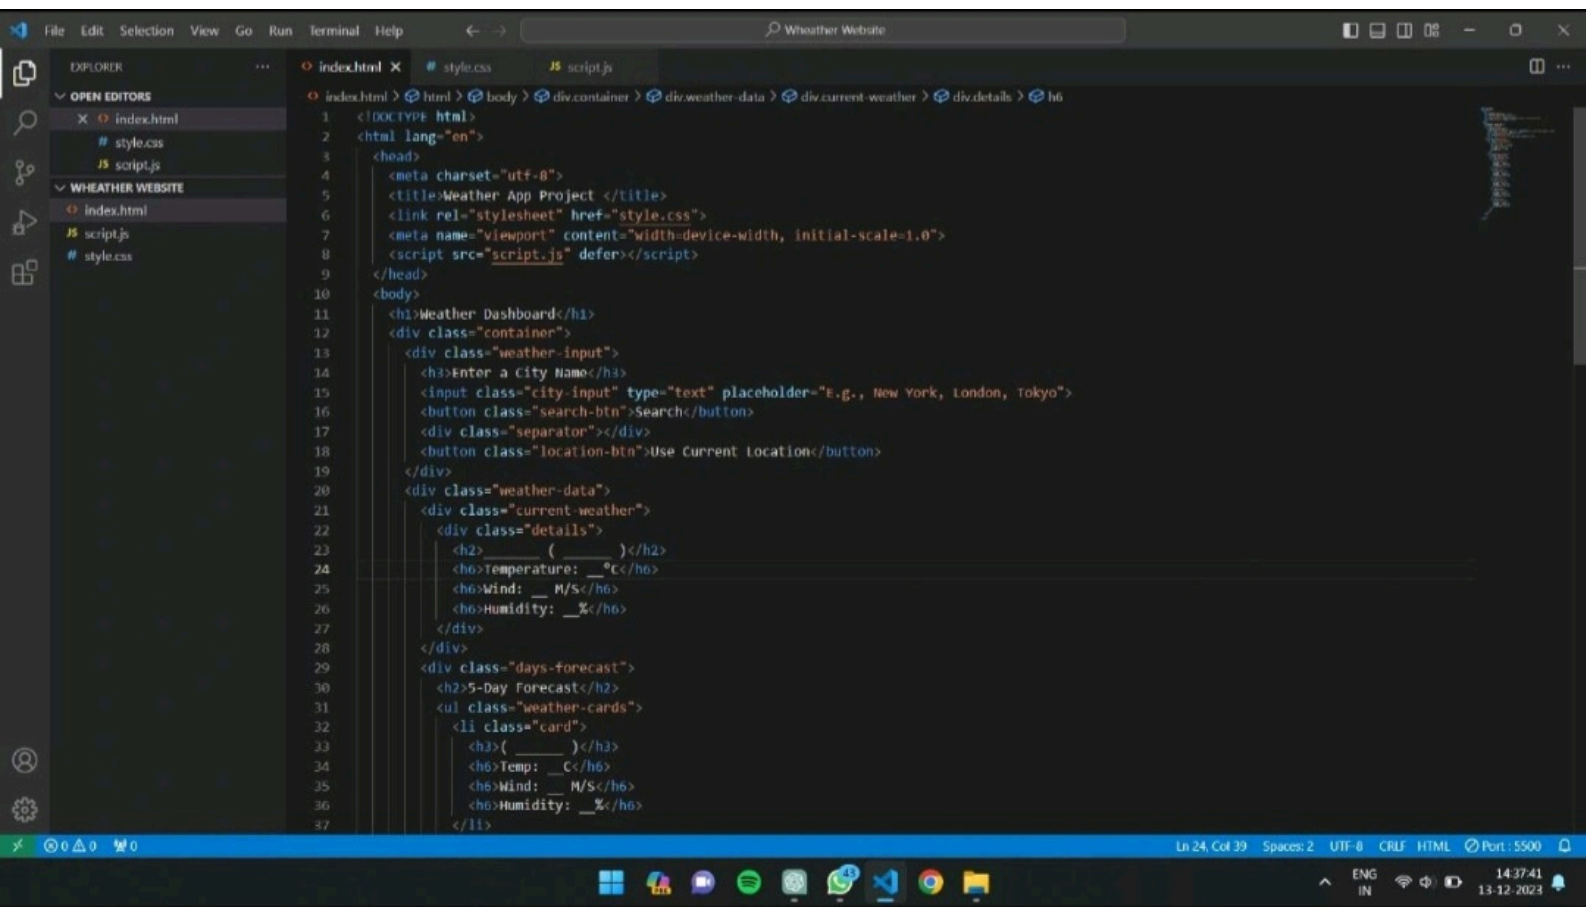 File Edit Selection View Go Run Terminal Help
Wheather Website
EXPLORER
OPEN EDITORS
index.html
style.css
script.js
WHEATHER WEBSITE
index.html
script.js
style.css
index.html style.css script.js
index.html > html > body > div.container > div.weather-data > div.current-weather > div.details > h6
1 <!DOCTYPE html>
2 <html lang="en">
3 <head>
4 <meta charset="utf-8">
5 <title>Weather App Project </title>
6 <link rel="stylesheet" href="style.css">
7 <meta name="viewport" content="width=device-width, initial-scale=1.0">
8 <script src="script.js" defer></script>
9 </head>
10 <body>
11 <h1>Weather Dashboard</h1>
12 <div class="container">
13 <div class="weather-input">
14 <h3>Enter a City Name</h3>
15 <input class="city-input" type="text" placeholder="E.g., New York, London, Tokyo">
16 <button class="search-btn">Search</button>
17 <div class="separator"></div>
18 <button class="location-btn">Use Current Location</button>
19 </div>
20 <div class="weather-data">
21 <div class="current-weather">
22 <div class="details">
23 <h2>_______ ( ______ )</h2>
24 <h6>Temperature: __°C</h6>
25 <h6>Wind: __ M/S</h6>
26 <h6>Humidity: __%</h6>
27 </div>
28 </div>
29 <div class="days-forecast">
30 <h2>5-Day Forecast</h2>
31 <ul class="weather-cards">
32 <li class="card">
33 <h3>( ______ )</h3>
34 <h6>Temp: __C</h6>
35 <h6>Wind: __ M/S</h6>
36 <h6>Humidity: __%</h6>
37 </li>
0 0 0
Ln 24, Col 39 Spaces: 2 UTF-8 CRLF HTML Port : 5500
43
ENG
IN
14:37:41
13-12-2023